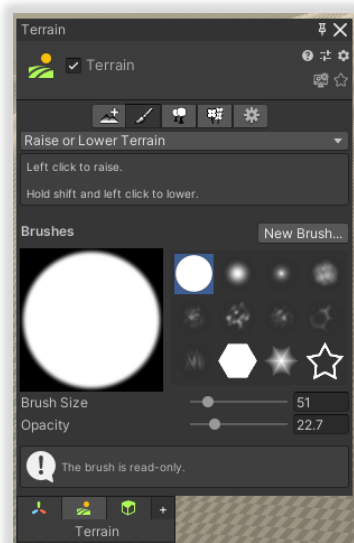 Terrain
Terrain
Raise or Lower Terrain
Left click to raise.
Hold shift and left click to lower.
Brushes
New Brush...
Brush Size
51
Opacity
22.7
The brush is read-only.
+
Terrain